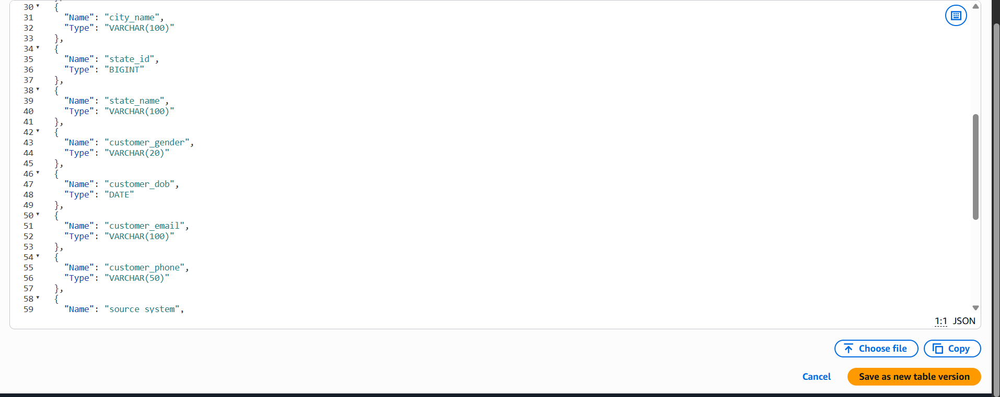 30 {
31 "Name": "city_name",
32 "Type": "VARCHAR(100)"
33 },
34 {
35 "Name": "state_id",
36 "Type": "BIGINT"
37 },
38 {
39 "Name": "state_name",
40 "Type": "VARCHAR(100)"
41 },
42 {
43 "Name": "customer_gender",
44 "Type": "VARCHAR(20)"
45 },
46 {
47 "Name": "customer_dob",
48 "Type": "DATE"
49 },
50 {
51 "Name": "customer_email",
52 "Type": "VARCHAR(100)"
53 },
54 {
55 "Name": "customer_phone",
56 "Type": "VARCHAR(50)"
57 },
58 {
59 "Name": "source system",
1:1 JSON
Choose file Copy
Cancel Save as new table version